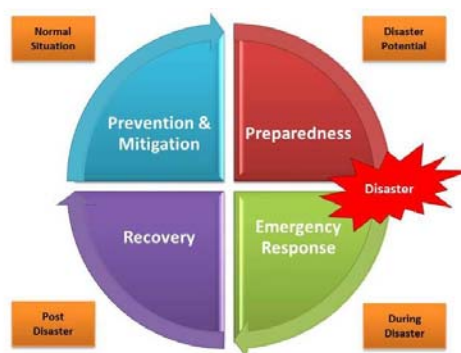 Normal
Situation
Disaster
Potential
Prevention &
Mitigation
Preparedness
Disaster
Recovery
Emergency
Response
Post
Disaster
During
Disaster